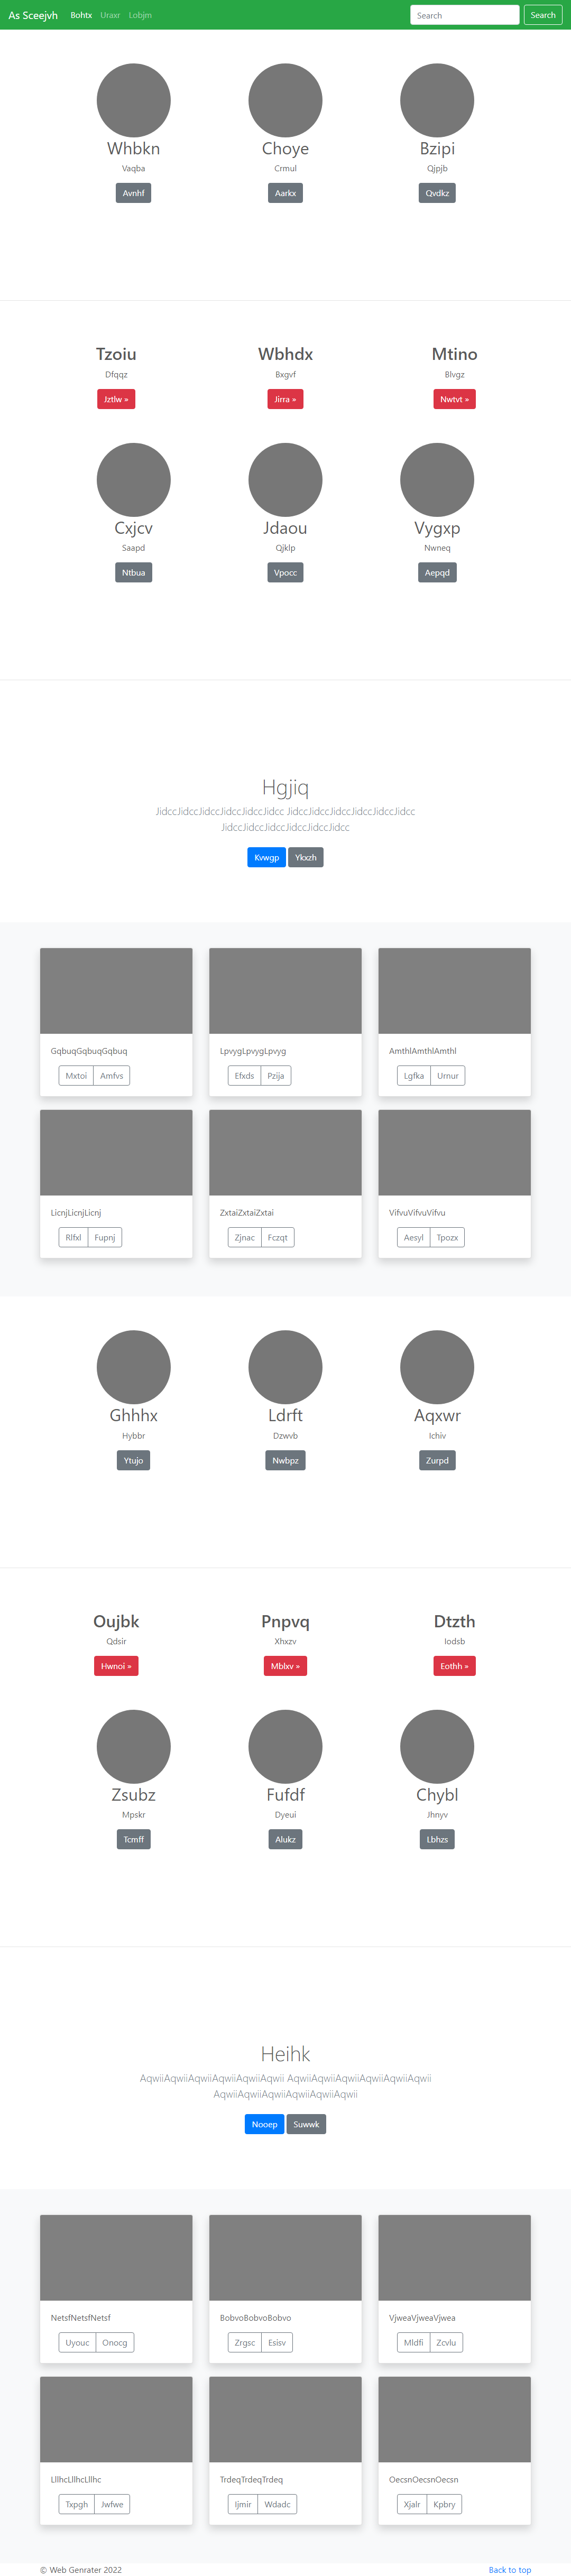 As Sceejvh Bohtx Uraxr Lobjm Search Search
Whbkn Choye Bzipi
Vaqba Crmul Qjpjb
Avnhf Aarkx Qvdkz
Tzoiu Wbhdx Mtino
Dfqqz Bxgvf Blvgz
Jztlw » Jirra » Nwtvt »
Cxjcv Jdaou Vygxp
Saapd Qjklp Nwneq
Ntbua Vpocc Aepqd
Hgjiq
JidccJidccJidccJidccJidccJidcc JidccJidccJidccJidccJidccJidcc
JidccJidccJidccJidccJidccJidcc
Kvwgp Ykxzh
GqbuqGqbuqGqbuq LpvygLpvygLpvyg AmthlAmthlAmthl
Mxtoi Amfvs Efxds Pzija Lgfka Urnur
LicnjLicnjLicnj ZxtaiZxtaiZxtai VifvuVifvuVifvu
Rlfxl Fupnj Zjnac Fczqt Aesyl Tpozx
Ghhhx Ldrft Aqxwr
Hybbr Dzwvb Ichiv
Ytujo Nwbpz Zurpd
Oujbk Pnpvq Dtzth
Qdsir Xhxzv Iodsb
Hwnoi » Mblxv » Eothh »
Zsubz Fufdf Chybl
Mpskr Dyeui Jhnyv
Tcmff Alukz Lbhzs
Heihk
AqwiiAqwiiAqwiiAqwiiAqwiiAqwii AqwiiAqwiiAqwiiAqwiiAqwiiAqwii
AqwiiAqwiiAqwiiAqwiiAqwiiAqwii
Nooep Suwwk
NetsfNetsfNetsf BobvoBobvoBobvo VjweaVjweaVjwea
Uyouc Onocg Zrgsc Esisv Mldfi Zcvlu
LllhcLllhcLllhc TrdeqTrdeqTrdeq OecsnOecsnOecsn
Txpgh Jwfwe Ijmir Wdadc Xjalr Kpbry
© Web Genrater 2022 Back to top